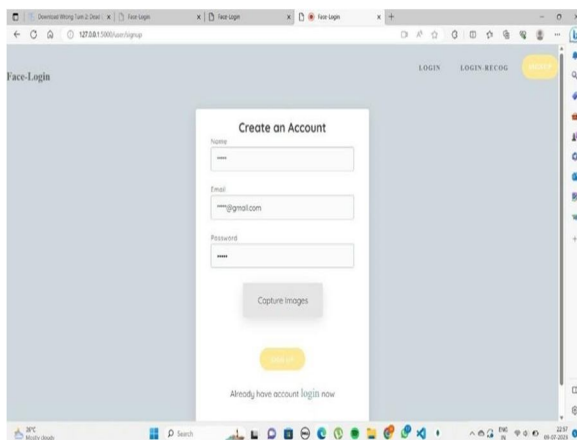 Download Wrong Turn 2: Dead
Face-Login
Face-Login
Face-Login
127.0.0.1:5000/user/signup
Face-Login
LOGIN
LOGIN-RECOG
SIGNUP
Create an Account
Name
****
Email
****@gmail.com
Password
•••••
Capture Images
SIGN UP
Already have account login now
26°C
Mostly cloudy
Search
ENG
IN
22:57
09-07-2023